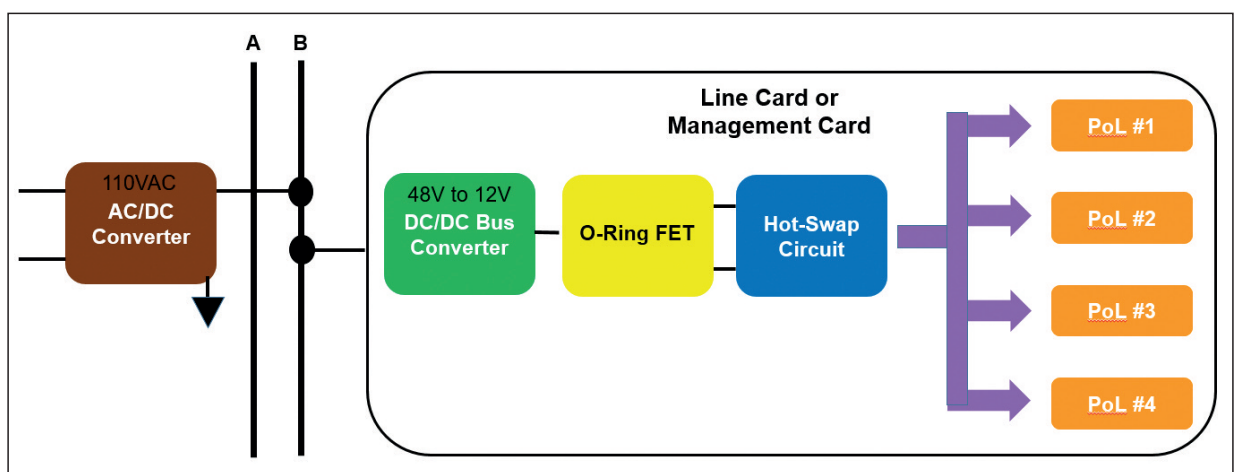 A
B
Line Card or
Management Card
110VAC
AC/DC
Converter
48V to 12V
DC/DC Bus
Converter
O-Ring FET
Hot-Swap
Circuit
PoL #1
PoL #2
PoL #3
PoL #4